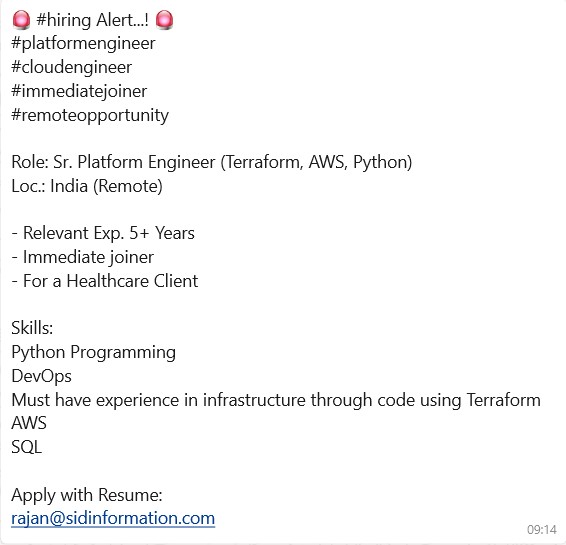 🚨 #hiring Alert...! 🚨
#platformengineer
#cloudengineer
#immediatejoiner
#remoteopportunity
Role: Sr. Platform Engineer (Terraform, AWS, Python)
Loc.: India (Remote)
- Relevant Exp. 5+ Years
- Immediate joiner
- For a Healthcare Client
Skills:
Python Programming
DevOps
Must have experience in infrastructure through code using Terraform
AWS
SQL
Apply with Resume:
rajan@sidinformation.com
09:14